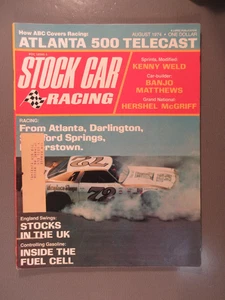 How ABC Covers Racing:
AUGUST 1974 • ONE DOLLAR
ATLANTA 500 TELECAST
STOCK CAR
RACING
Sprints, Modified:
KENNY WELD
Car builder:
BANJO
MATTHEWS
Grand National:
HERSHEL McGRIFF
RACING:
From Atlanta, Darlington,
ford Springs,
erstown.
England Swings:
STOCKS
IN THE UK
Controlling Gasoline:
INSIDE THE
FUEL CELL